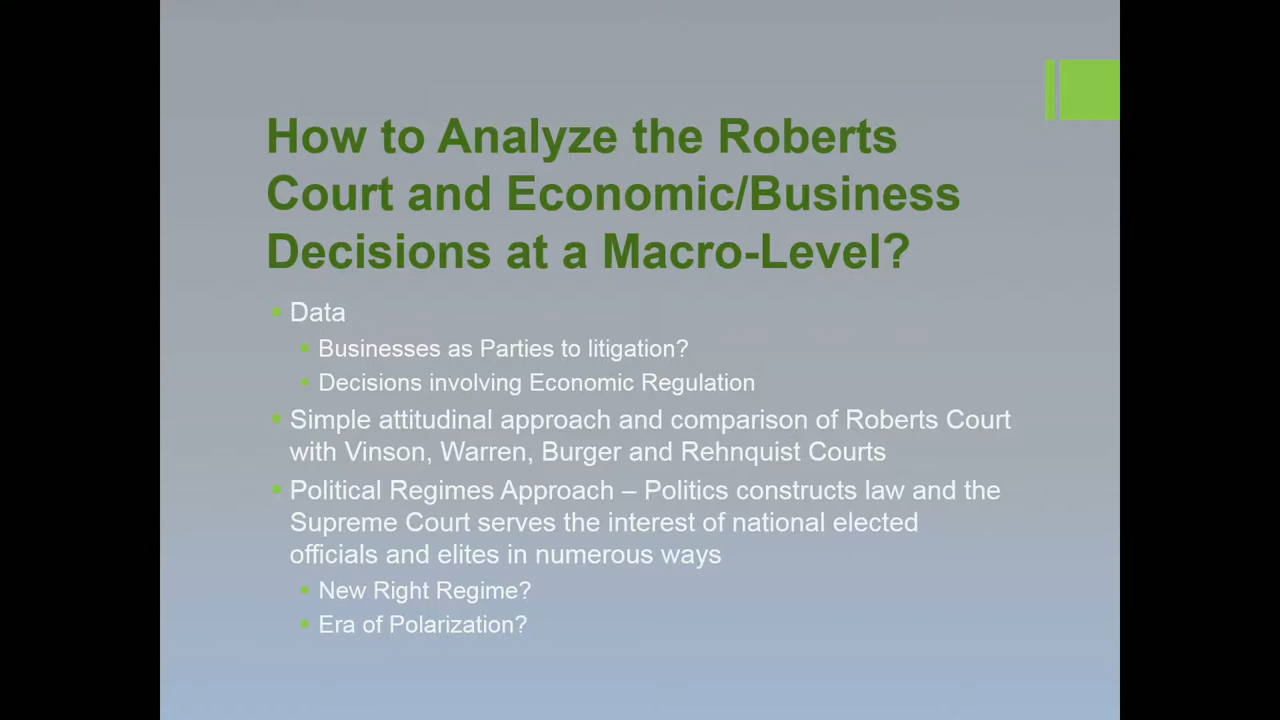 How to Analyze the Roberts
Court and Economic/Business
Decisions at a Macro-Level?
Data
Businesses as Parties to litigation?
Decisions involving Economic Regulation
Simple attitudinal approach and comparison of Roberts Court
with Vinson, Warren, Burger and Rehnquist Courts
Political Regimes Approach – Politics constructs law and the
Supreme Court serves the interest of national elected
officials and elites in numerous ways
New Right Regime?
Era of Polarization?